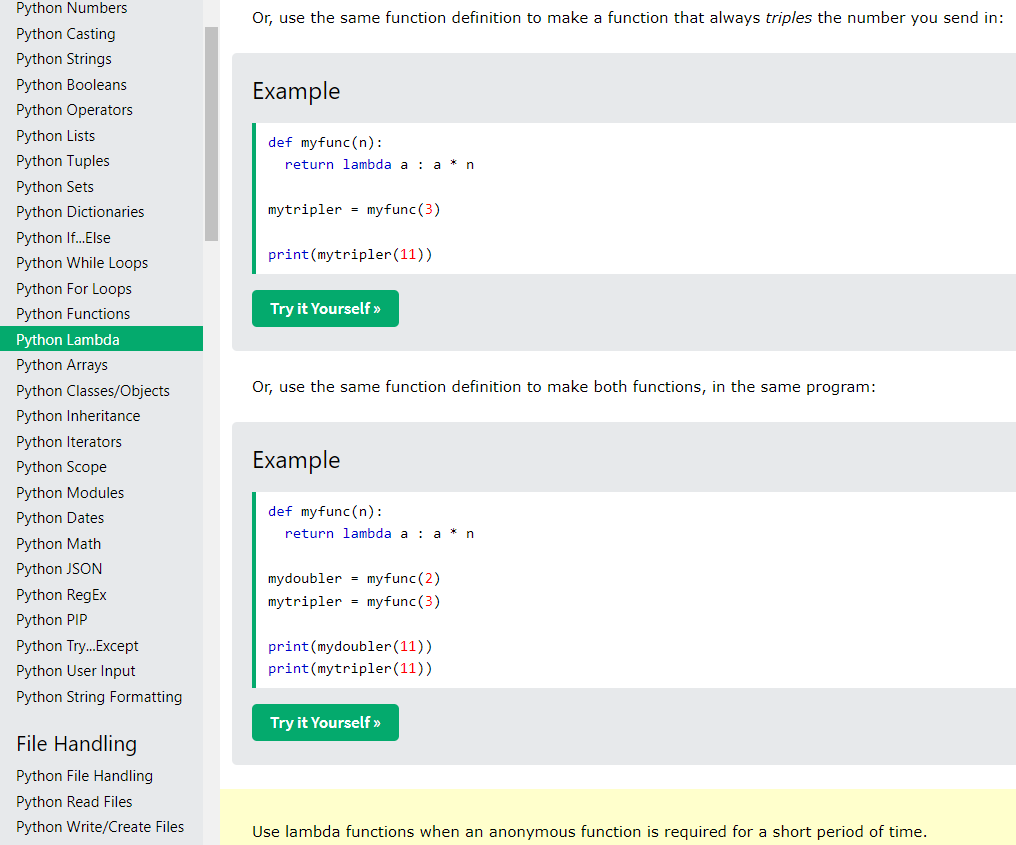 Python Numbers
Python Casting
Python Strings
Python Booleans
Python Operators
Python Lists
Python Tuples
Python Sets
Python Dictionaries
Python If...Else
Python While Loops
Python For Loops
Python Functions
Python Lambda
Python Arrays
Python Classes/Objects
Python Inheritance
Python Iterators
Python Scope
Python Modules
Python Dates
Python Math
Python JSON
Python RegEx
Python PIP
Python Try...Except
Python User Input
Python String Formatting
File Handling
Python File Handling
Python Read Files
Python Write/Create Files
Or, use the same function definition to make a function that always triples the number you send in:
Example
def myfunc(n):
  return lambda a : a * n
mytripler = myfunc(3)
print(mytripler(11))
Try it Yourself »
Or, use the same function definition to make both functions, in the same program:
Example
def myfunc(n):
  return lambda a : a * n
mydoubler = myfunc(2)
mytripler = myfunc(3)
print(mydoubler(11))
print(mytripler(11))
Try it Yourself »
Use lambda functions when an anonymous function is required for a short period of time.